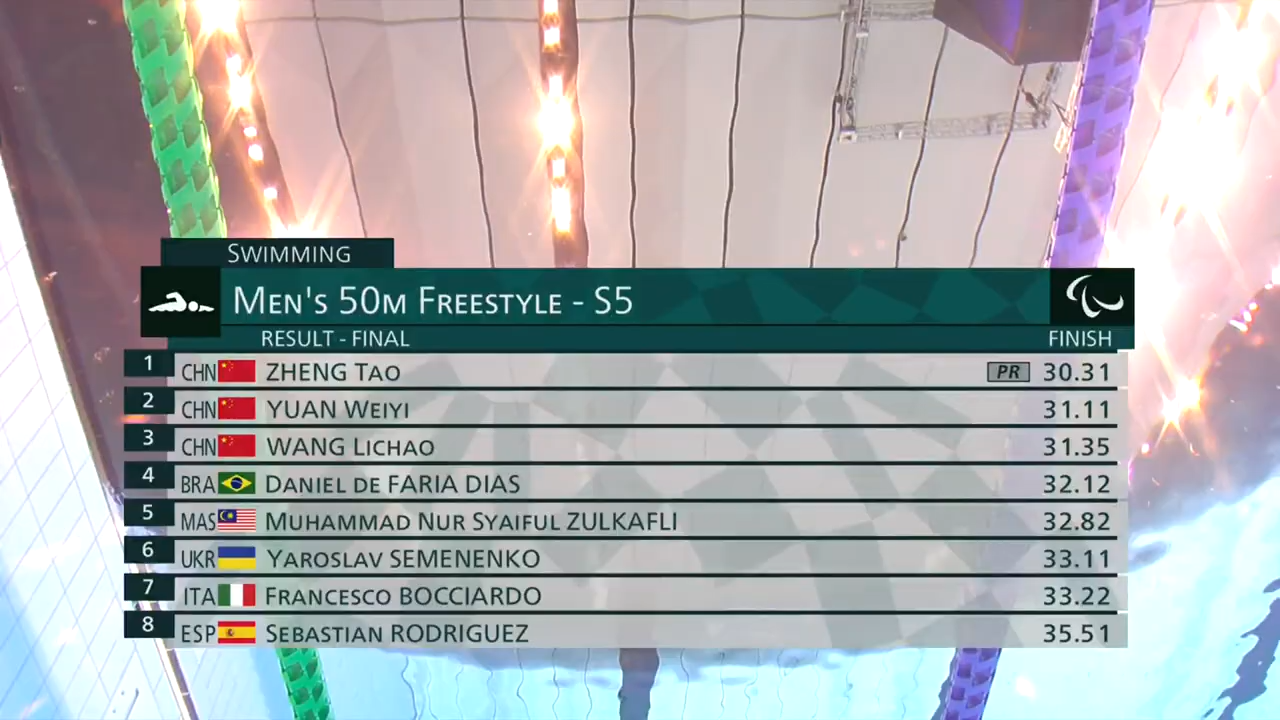 SWIMMING
MEN'S 50M FREESTYLE - S5
RESULT - FINAL FINISH
1 CHN ZHENG TAO PR 30.31
2 CHN YUAN WEIYI 31.11
3 CHN WANG LICHAO 31.35
4 BRA DANIEL DE FARIA DIAS 32.12
5 MAS MUHAMMAD NUR SYAIFUL ZULKAFLI 32.82
6 UKR YAROSLAV SEMENENKO 33.11
7 ITA FRANCESCO BOCCIARDO 33.22
8 ESP SEBASTIAN RODRIGUEZ 35.51